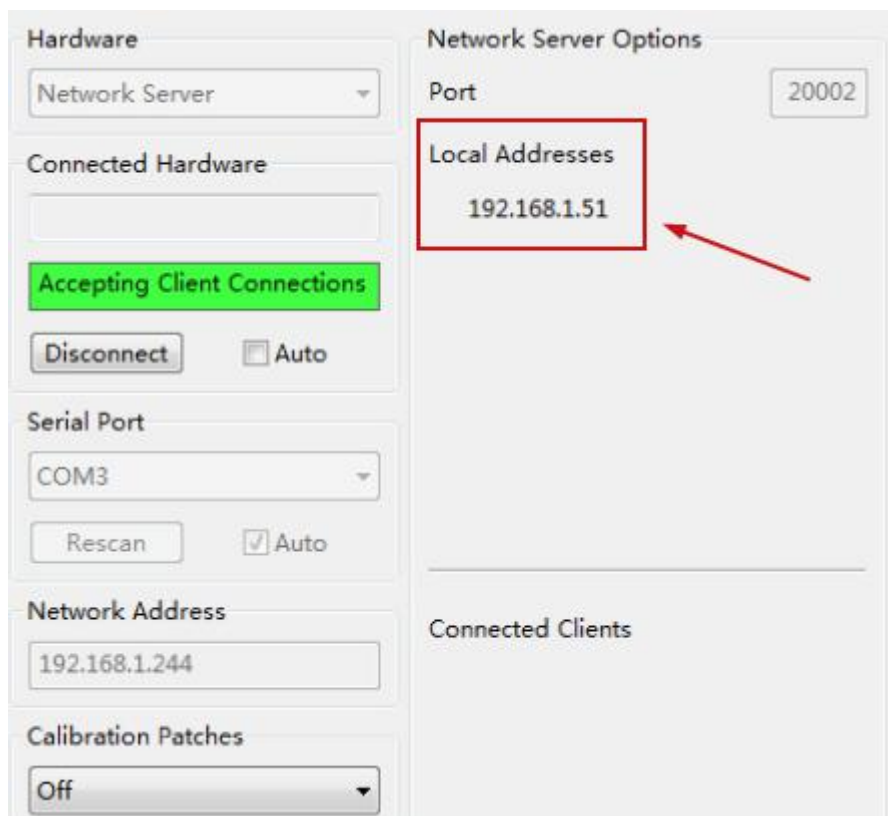 Hardware
Network Server
Connected Hardware
Accepting Client Connections
Disconnect
Auto
Serial Port
COM3
Rescan
Auto
Network Address
192.168.1.244
Calibration Patches
Off
Network Server Options
Port
20002
Local Addresses
192.168.1.51
Connected Clients